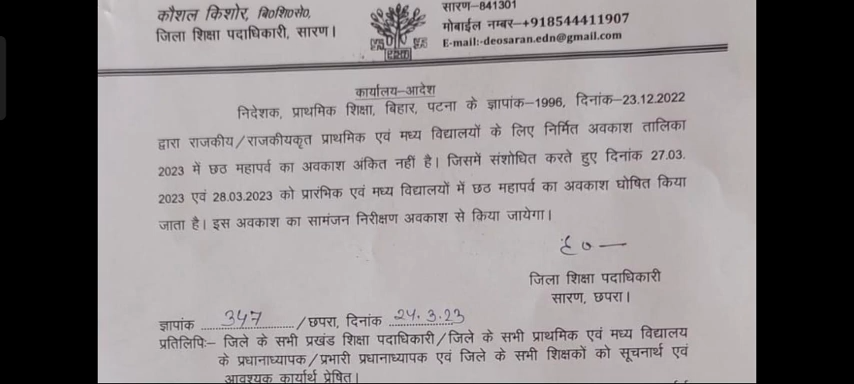 कौशल किशोर, बि०शि०से०,
जिला शिक्षा पदाधिकारी, सारण।
सारण–841301
मोबाईल नम्बर–+918544411907
E-mail:-deosaran.edn@gmail.com
कार्यालय–आदेश
निदेशक, प्राथमिक शिक्षा, बिहार, पटना के ज्ञापांक–1996, दिनांक–23.12.2022
द्वारा राजकीय/राजकीयकृत प्राथमिक एवं मध्य विद्यालयों के लिए निर्मित अवकाश तालिका
2023 में छठ महापर्व का अवकाश अंकित नहीं है। जिसमें संशोधित करते हुए दिनांक 27.03.
2023 एवं 28.03.2023 को प्रारंभिक एवं मध्य विद्यालयों में छठ महापर्व का अवकाश घोषित किया
जाता है। इस अवकाश का सामंजन निरीक्षण अवकाश से किया जायेगा।
ह० —
जिला शिक्षा पदाधिकारी
सारण, छपरा।
ज्ञापांक 347 /छपरा, दिनांक 24.3.23
प्रतिलिपिः– जिले के सभी प्रखंड शिक्षा पदाधिकारी/जिले के सभी प्राथमिक एवं मध्य विद्यालय
के प्रधानाध्यापक/प्रभारी प्रधानाध्यापक एवं जिले के सभी शिक्षकों को सूचनार्थ एवं
आवश्यक कार्यार्थ प्रेषित।